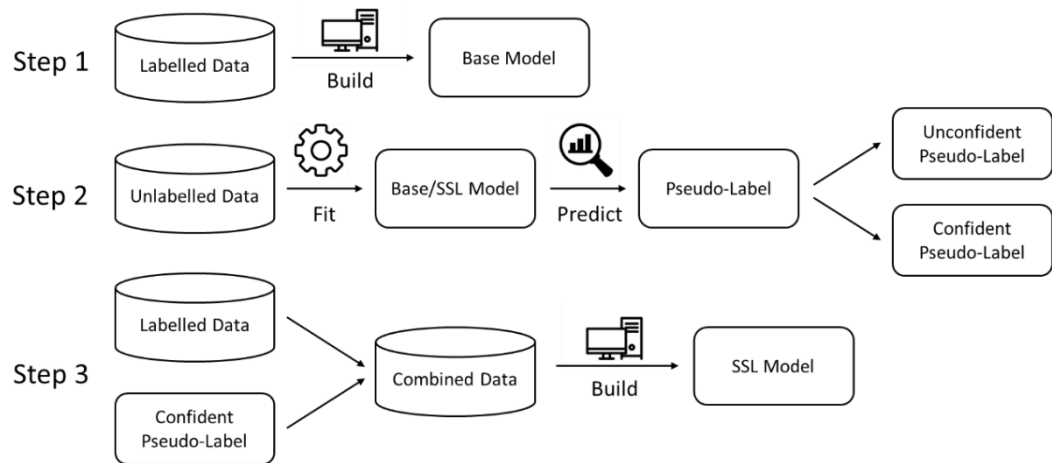 Step 1
Labelled Data
Build
Base Model
Step 2
Unlabelled Data
Fit
Base/SSL Model
Predict
Pseudo-Label
Unconfident
Pseudo-Label
Confident
Pseudo-Label
Step 3
Labelled Data
Confident
Pseudo-Label
Combined Data
Build
SSL Model